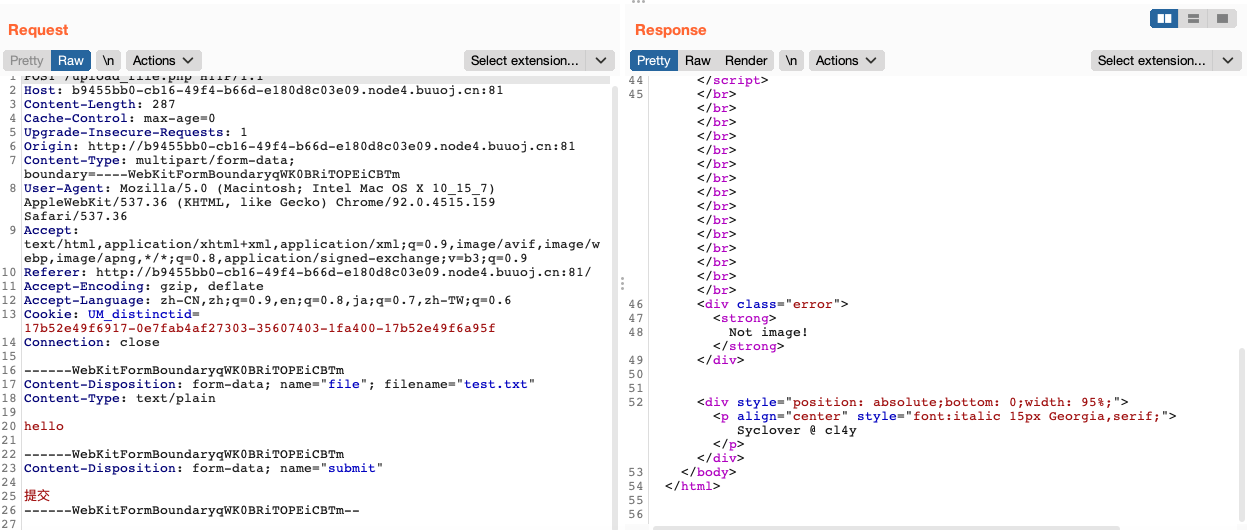 Request
Pretty Raw \n Actions Select extension...
1 POST /upload_file.php HTTP/1.1
2 Host: b9455bb0-cb16-49f4-b66d-e180d8c03e09.node4.buuoj.cn:81
3 Content-Length: 287
4 Cache-Control: max-age=0
5 Upgrade-Insecure-Requests: 1
6 Origin: http://b9455bb0-cb16-49f4-b66d-e180d8c03e09.node4.buuoj.cn:81
7 Content-Type: multipart/form-data;
boundary=----WebKitFormBoundaryqWK0BRiTOPEiCBTm
8 User-Agent: Mozilla/5.0 (Macintosh; Intel Mac OS X 10_15_7)
AppleWebKit/537.36 (KHTML, like Gecko) Chrome/92.0.4515.159
Safari/537.36
9 Accept:
text/html,application/xhtml+xml,application/xml;q=0.9,image/avif,image/w
ebp,image/apng,*/*;q=0.8,application/signed-exchange;v=b3;q=0.9
10 Referer: http://b9455bb0-cb16-49f4-b66d-e180d8c03e09.node4.buuoj.cn:81/
11 Accept-Encoding: gzip, deflate
12 Accept-Language: zh-CN,zh;q=0.9,en;q=0.8,ja;q=0.7,zh-TW;q=0.6
13 Cookie: UM_distinctid=
17b52e49f6917-0e7fab4af27303-35607403-1fa400-17b52e49f6a95f
14 Connection: close
15
16 ------WebKitFormBoundaryqWK0BRiTOPEiCBTm
17 Content-Disposition: form-data; name="file"; filename="test.txt"
18 Content-Type: text/plain
19
20 hello
21
22 ------WebKitFormBoundaryqWK0BRiTOPEiCBTm
23 Content-Disposition: form-data; name="submit"
24
25 提交
26 ------WebKitFormBoundaryqWK0BRiTOPEiCBTm--
27
Response
Pretty Raw Render \n Actions Select extension...
44 </script>
45 </br>
</br>
</br>
</br>
</br>
</br>
</br>
</br>
</br>
</br>
</br>
</br>
</br>
</br>
</br>
46 <div class="error">
47 <strong>
48 Not image!
</strong>
49 </div>
50
51
52 <div style="position: absolute;bottom: 0;width: 95%;">
<p align="center" style="font:italic 15px Georgia,serif;">
Syclover @ cl4y
</p>
</div>
53 </body>
54 </html>
55
56